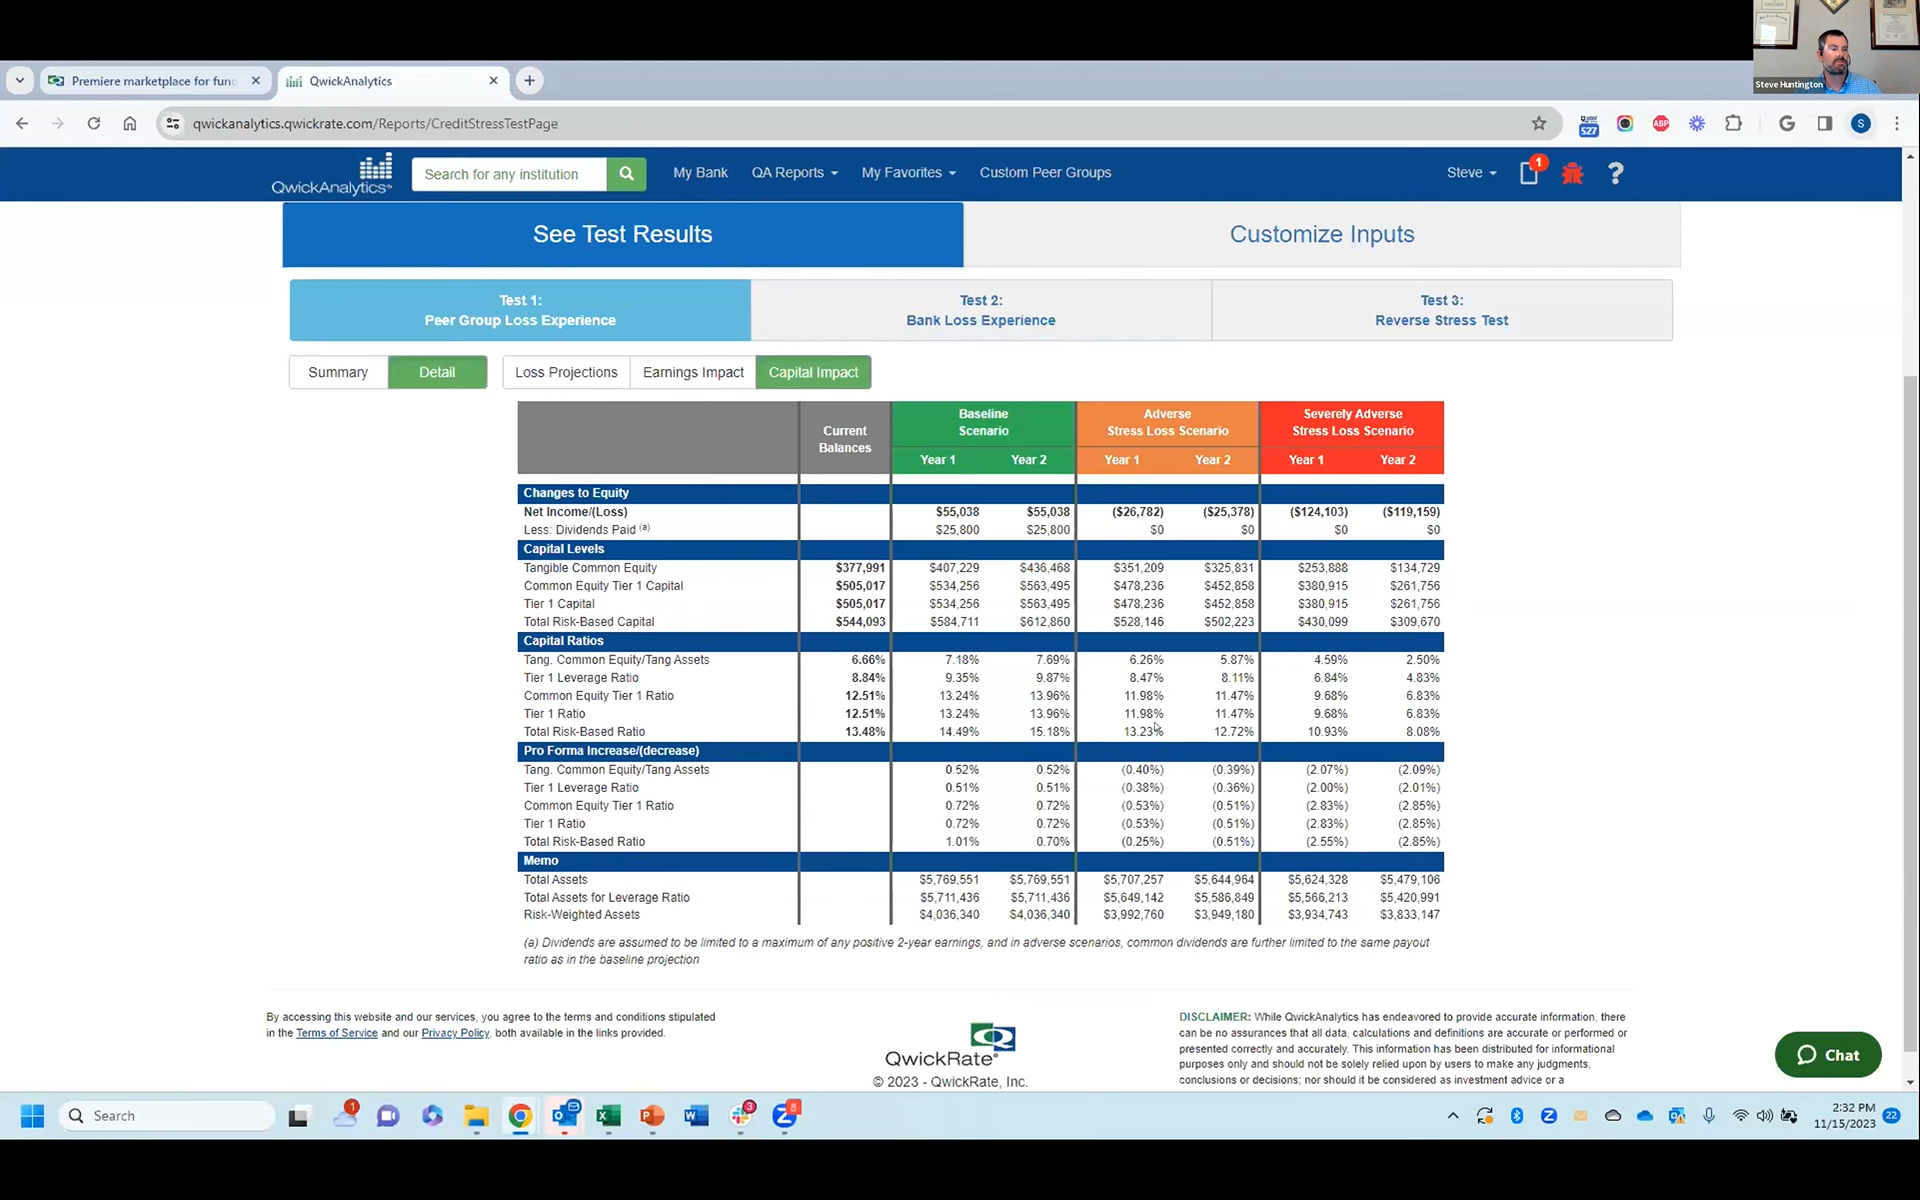 Steve Huntington
Premiere marketplace for fund
QwickAnalytics
qwickanalytics.qwickrate.com/Reports/CreditStressTestPage
527
ABP
S
QwickAnalytics
Search for any institution
My Bank
QA Reports
My Favorites
Custom Peer Groups
Steve
1
?
See Test Results
Customize Inputs
Test 1:
Peer Group Loss Experience
Test 2:
Bank Loss Experience
Test 3:
Reverse Stress Test
Summary
Detail
Loss Projections
Earnings Impact
Capital Impact
Current
Balances
Baseline
Scenario
Adverse
Stress Loss Scenario
Severely Adverse
Stress Loss Scenario
Year 1 Year 2 Year 1 Year 2 Year 1 Year 2
Changes to Equity
Net Income/(Loss) $55,038 $55,038 ($26,782) ($25,378) ($124,103) ($119,159)
Less: Dividends Paid (a) $25,800 $25,800 $0 $0 $0 $0
Capital Levels
Tangible Common Equity $377,991 $407,229 $436,468 $351,209 $325,831 $253,888 $134,729
Common Equity Tier 1 Capital $505,017 $534,256 $563,495 $478,236 $452,858 $380,915 $261,756
Tier 1 Capital $505,017 $534,256 $563,495 $478,236 $452,858 $380,915 $261,756
Total Risk-Based Capital $544,093 $584,711 $612,860 $528,146 $502,223 $430,099 $309,670
Capital Ratios
Tang. Common Equity/Tang Assets 6.66% 7.18% 7.69% 6.26% 5.87% 4.59% 2.50%
Tier 1 Leverage Ratio 8.84% 9.35% 9.87% 8.47% 8.11% 6.84% 4.83%
Common Equity Tier 1 Ratio 12.51% 13.24% 13.96% 11.98% 11.47% 9.68% 6.83%
Tier 1 Ratio 12.51% 13.24% 13.96% 11.98% 11.47% 9.68% 6.83%
Total Risk-Based Ratio 13.48% 14.49% 15.18% 13.23% 12.72% 10.93% 8.08%
Pro Forma Increase/(decrease)
Tang. Common Equity/Tang Assets 0.52% 0.52% (0.40%) (0.39%) (2.07%) (2.09%)
Tier 1 Leverage Ratio 0.51% 0.51% (0.38%) (0.36%) (2.00%) (2.01%)
Common Equity Tier 1 Ratio 0.72% 0.72% (0.53%) (0.51%) (2.83%) (2.85%)
Tier 1 Ratio 0.72% 0.72% (0.53%) (0.51%) (2.83%) (2.85%)
Total Risk-Based Ratio 1.01% 0.70% (0.25%) (0.51%) (2.55%) (2.85%)
Memo
Total Assets $5,769,551 $5,769,551 $5,707,257 $5,644,964 $5,624,328 $5,479,106
Total Assets for Leverage Ratio $5,711,436 $5,711,436 $5,649,142 $5,586,849 $5,566,213 $5,420,991
Risk-Weighted Assets $4,036,340 $4,036,340 $3,992,760 $3,949,180 $3,934,743 $3,833,147
(a) Dividends are assumed to be limited to a maximum of any positive 2-year earnings, and in adverse scenarios, common dividends are further limited to the same payout
ratio as in the baseline projection
By accessing this website and our services, you agree to the terms and conditions stipulated
in the Terms of Service and our Privacy Policy, both available in the links provided.
QwickRate
© 2023 - QwickRate, Inc.
DISCLAIMER: While QwickAnalytics has endeavored to provide accurate information, there
can be no assurances that all data, calculations and definitions are accurate or performed or
presented correctly and accurately. This information has been distributed for informational
purposes only and should not be solely relied upon by users to make any judgments,
conclusions or decisions; nor should it be considered as investment advice or a
Chat
Search
1
3
8
2:32 PM
11/15/2023
22